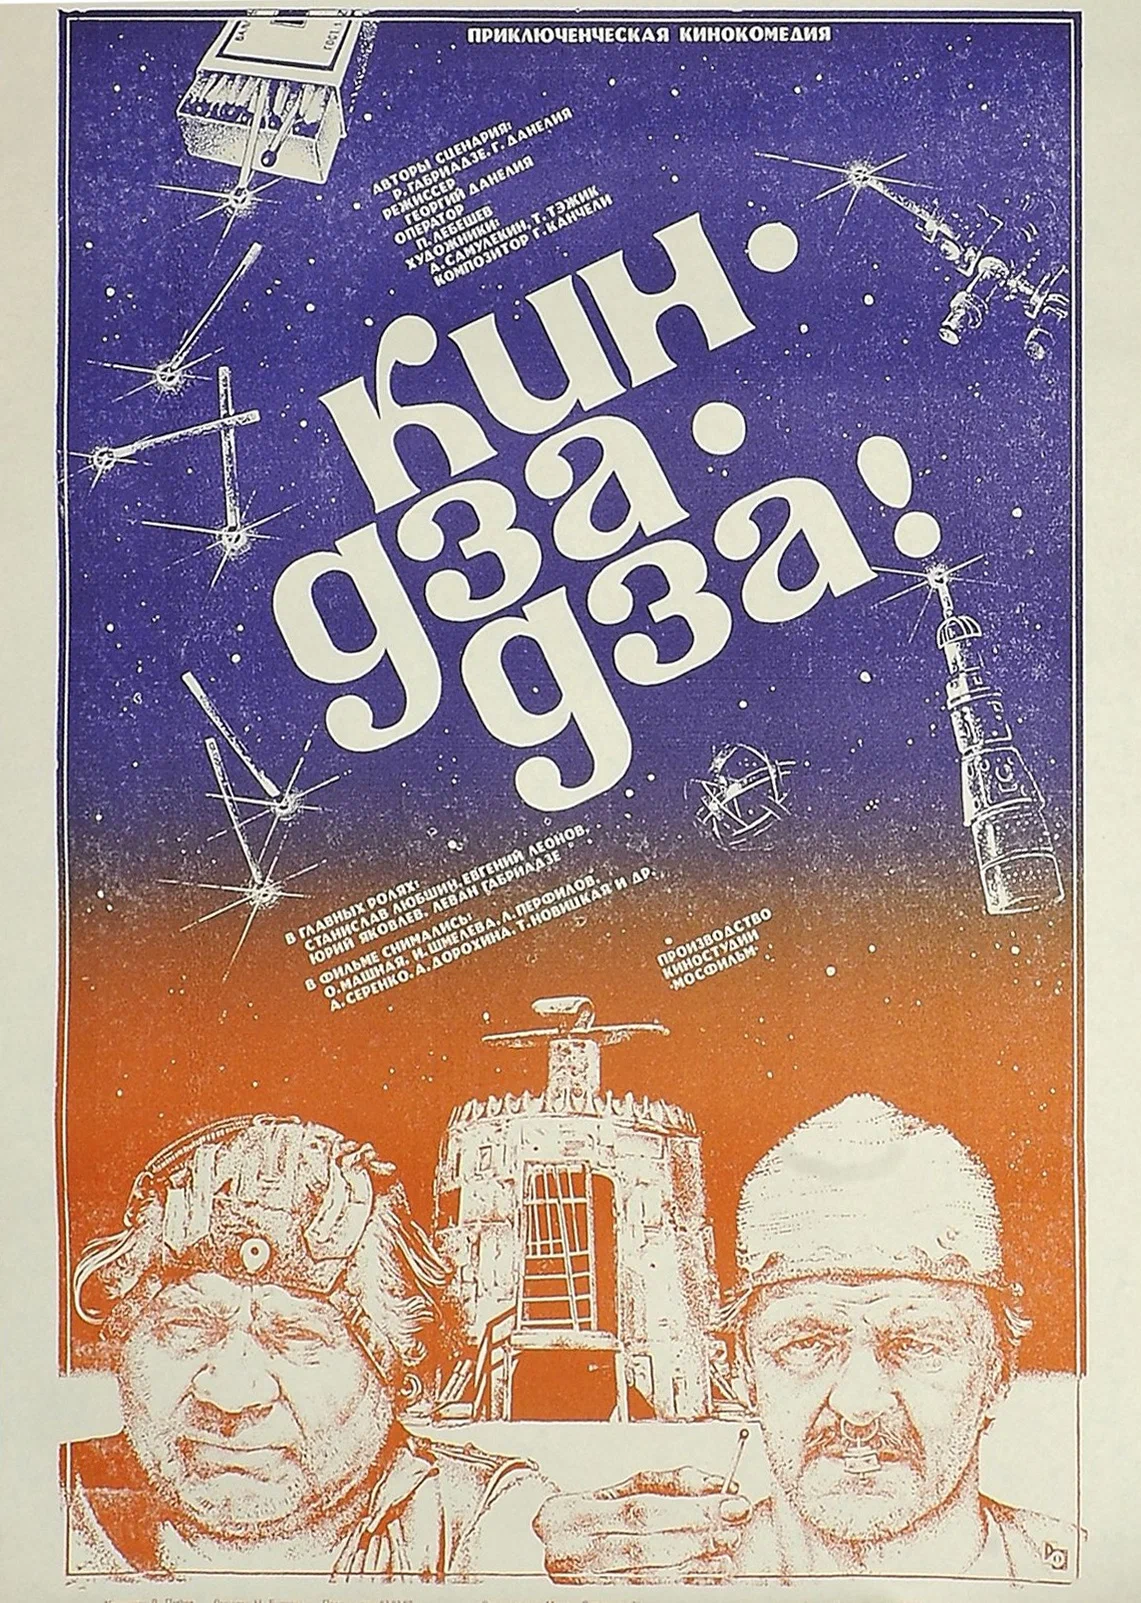 ПРИКЛЮЧЕНЧЕСКАЯ КИНОКОМЕДИЯ
ГОСТ 1
АВТОРЫ СЦЕНАРИЯ:
Р. ГАБРИАДЗЕ, Г. ДАНЕЛИЯ
РЕЖИССЕР
ГЕОРГИЙ ДАНЕЛИЯ
ОПЕРАТОР
П. ЛЕБЕШЕВ
ХУДОЖНИКИ:
А. САМУЛЕКИН, Т. ТЭЖИК
КОМПОЗИТОР Г. КАНЧЕЛИ
КИН·
ДЗА·
ДЗА!
В ГЛАВНЫХ РОЛЯХ:
СТАНИСЛАВ ЛЮБШИН, ЕВГЕНИЙ ЛЕОНОВ,
ЮРИЙ ЯКОВЛЕВ, ЛЕВАН ГАБРИАДЗЕ
В ФИЛЬМЕ СНИМАЛИСЬ:
О. МАШНАЯ, И. ШМЕЛЕВА, Л. ПЕРФИЛОВ,
А. СЕРЕНКО, А. ДОРОХИНА, Т. НОВИЦКАЯ И ДР.
ПРОИЗВОДСТВО
КИНОСТУДИИ
"МОСФИЛЬМ"